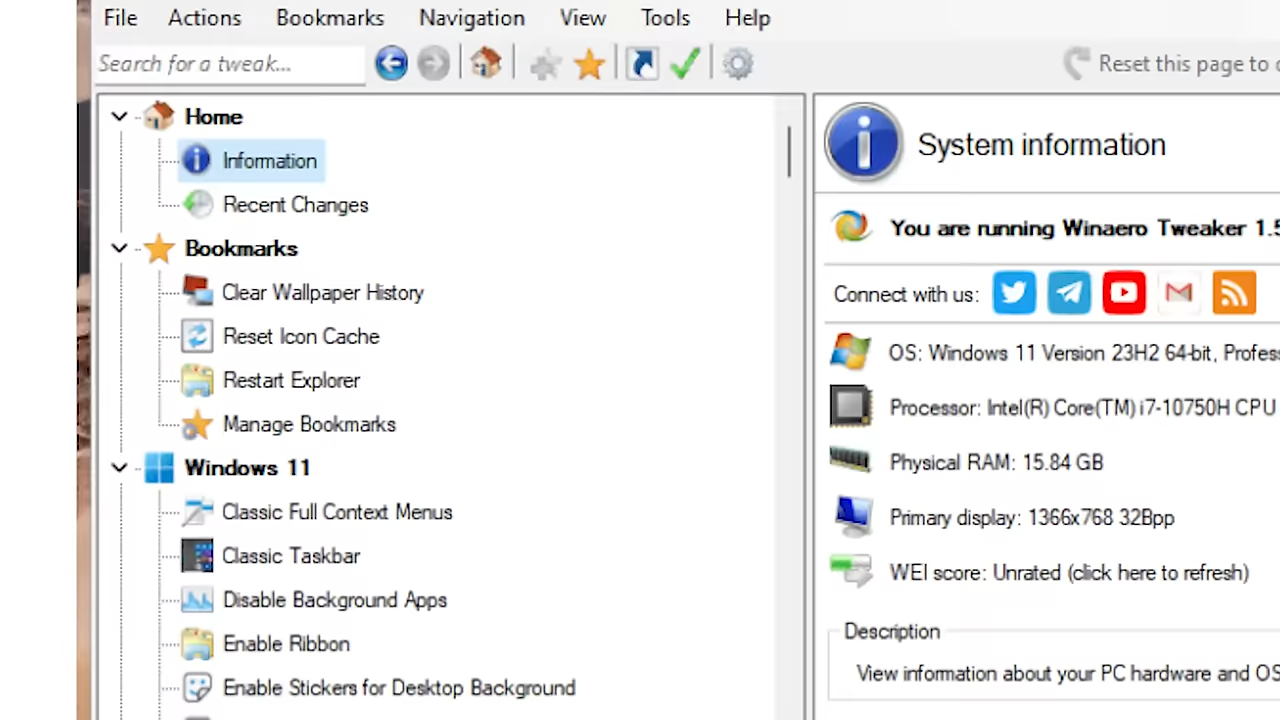 File Actions Bookmarks Navigation View Tools Help
Search for a tweak...
Reset this page to
Home
Information
Recent Changes
Bookmarks
Clear Wallpaper History
Reset Icon Cache
Restart Explorer
Manage Bookmarks
Windows 11
Classic Full Context Menus
Classic Taskbar
Disable Background Apps
Enable Ribbon
Enable Stickers for Desktop Background
System information
You are running Winaero Tweaker 1.5
Connect with us:
OS: Windows 11 Version 23H2 64-bit, Profess
Processor: Intel(R) Core(TM) i7-10750H CPU
Physical RAM: 15.84 GB
Primary display: 1366x768 32Bpp
WEI score: Unrated (click here to refresh)
Description
View information about your PC hardware and OS